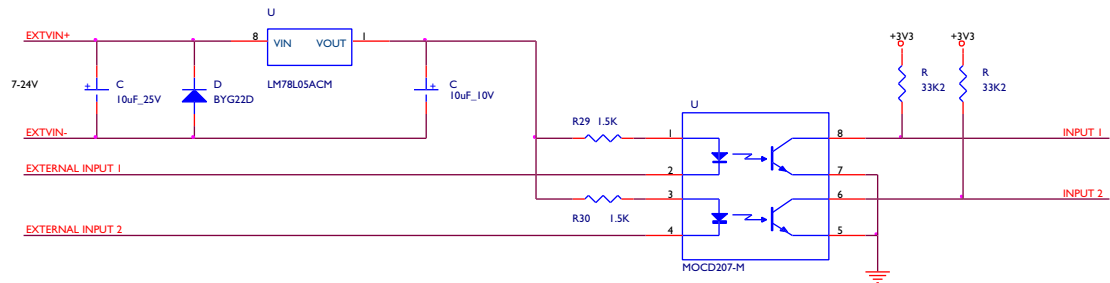 U
EXTVIN+
8
VIN
VOUT
1
+3V3
+3V3
7-24V
+
C
10uF_25V
D
BYG22D
LM78L05ACM
+
C
10uF_10V
R
33K2
R
33K2
U
EXTVIN-
R29 1.5K
1
8
INPUT 1
EXTERNAL INPUT 1
2
7
3
6
INPUT 2
R30 1.5K
EXTERNAL INPUT 2
4
5
MOCD207-M